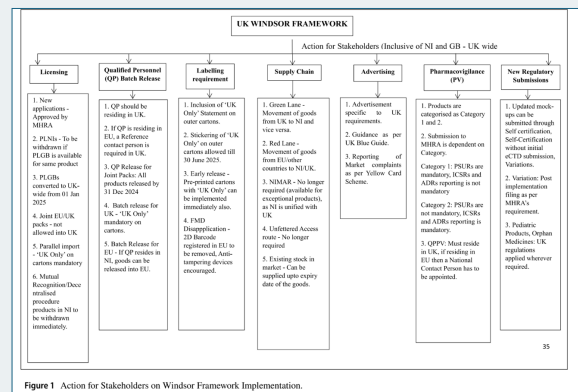 UK WINDSOR FRAMEWORK
Action for Stakeholders (Inclusive of NI and GB - UK wide
Licensing
1. New
applications -
Approved by
MHRA
2. PLNIs - To be
withdrawn if
PLGB is available
for same product
3. PLGBs
converted to UK-
wide from 01 Jan
2025
4. Joint EU/UK
packs - not
allowed into UK
5. Parallel import
- 'UK Only' on
cartons mandatory
6. Mutual
Recognition/Dece
ntralised
procedure
products in NI to
be withdrawn
immediately.
Qualified Personnel
(QP) Batch Release
1. QP should be
residing in UK.
2. If QP is residing in
EU, a Reference
contact person is
required in UK.
3. QP Release for
Joint Packs: All
products released by
31 Dec 2024
4. Batch release for
UK - 'UK Only'
mandatory on
cartons.
5. Batch Release for
EU - If QP resides in
NI, goods can be
released into EU.
Labelling
requirement
1. Inclusion of 'UK
Only' Statement on
outer cartons.
2. Stickering of 'UK
Only' on outer
cartons allowed till
30 June 2025.
3. Early release -
Pre-printed cartons
with 'UK Only' can
be implemented
immediately also.
4. FMD
Disappplication -
2D Barcode
registered in EU to
be removed, Anti-
tampering devices
encouraged.
Supply Chain
1. Green Lane -
Movement of goods
from UK to NI and
vice versa.
2. Red Lane -
Movement of goods
from EU/other
countries to NI/UK.
3. NIMAR - No longer
required (available for
exceptional products), as
NI is unified with UK
4. Unfettered Access
route - No longer
required
5. Existing stock in
market - Can be
supplied upto expiry
date of the goods.
Advertising
1. Advertisement
specific to UK
requirements.
2. Guidance as per
UK Blue Guide.
3. Reporting of
Market complaints
as per Yellow Card
Scheme.
Pharmacovigilance
(PV)
1. Products are
categorised as Category
1 and 2.
2. Submission to
MHRA is dependent on
Category.
Category 1: PSURs are
mandatory, ICSRs and
ADRs reporting is not
mandatory
Category 2: PSURs are
not mandatory, ICSRs
and ADRs reporting is
mandatory.
3. QPPV: Must reside
in UK, if residing in
EU then a National
Contact Person has to
be appointed.
New Regulatory
Submissions
1. Updated mock-
ups can be
submitted through
Self certification,
Self-Certification
without initial
eCTD submission,
Variations.
2. Variation: Post
implementation
filing as per
MHRA's
requirement.
3. Pediatric
Products, Orphan
Medicines: UK
regulations
applied wherever
required.
35
Figure 1 Action for Stakeholders on Windsor Framework Implementation.